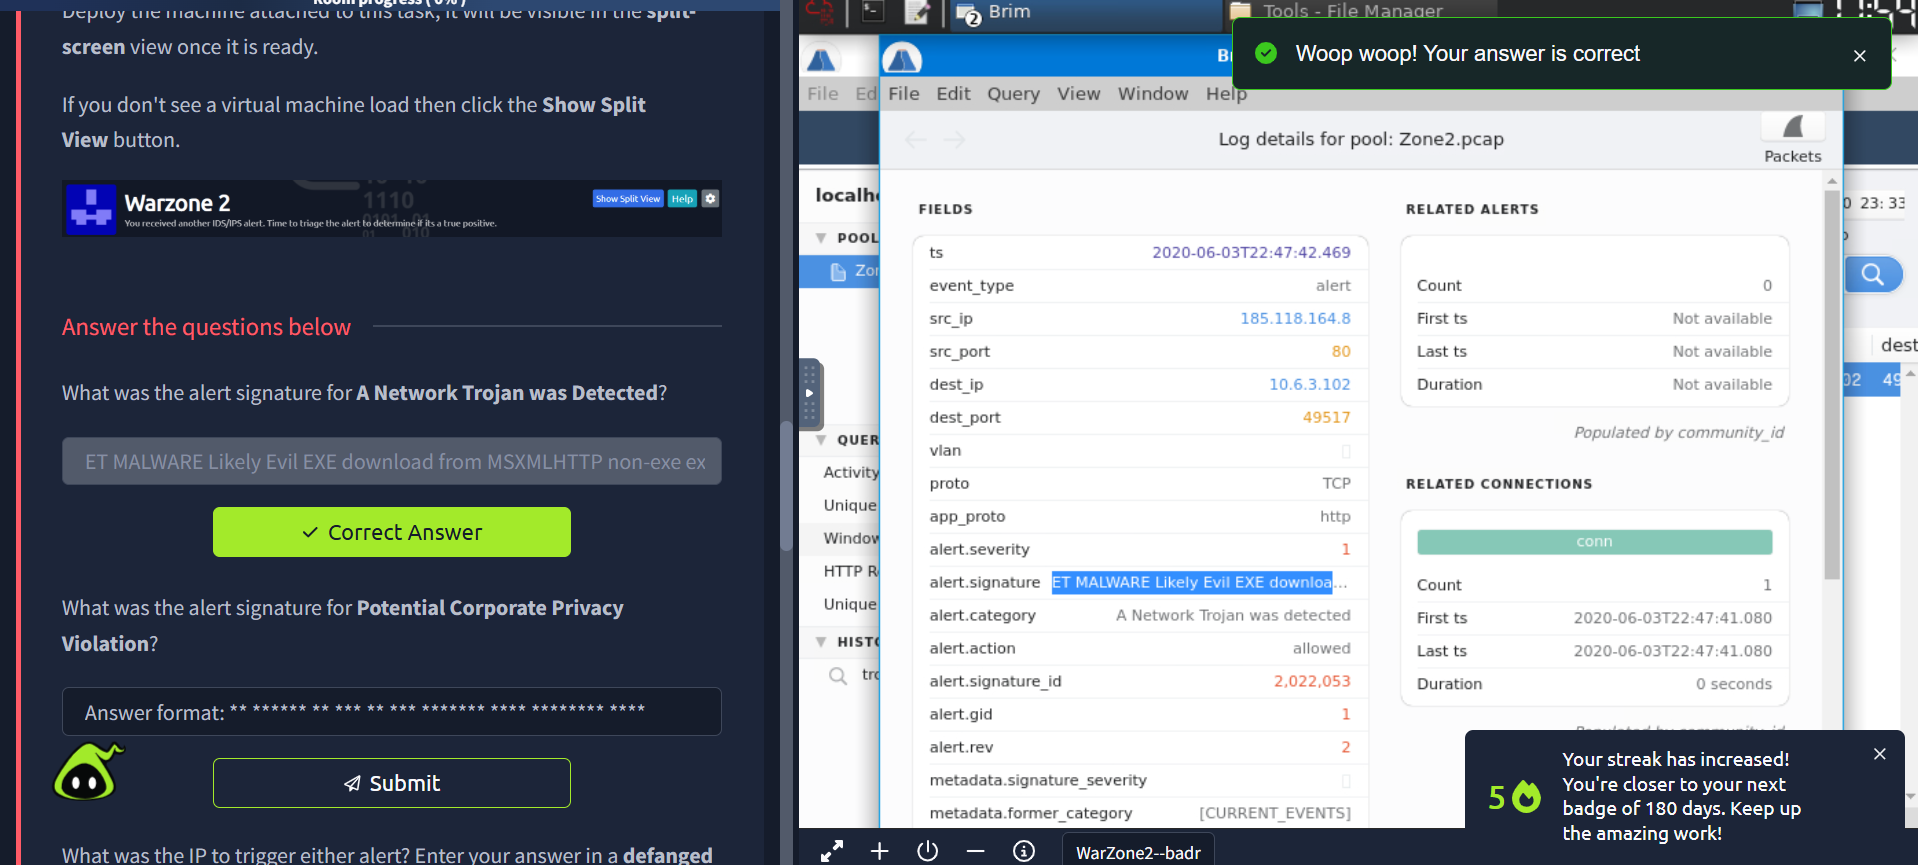 Room progress ( 0% )
Deploy the machine attached to this task, it will be visible in the split-
screen view once it is ready.
If you don't see a virtual machine load then click the Show Split
View button.
Warzone 2
You received another IDS/IPS alert. Time to triage the alert to determine if its a true positive.
Show Split View
Help
Answer the questions below
What was the alert signature for A Network Trojan was Detected?
ET MALWARE Likely Evil EXE download from MSXMLHTTP non-exe ex
Correct Answer
What was the alert signature for Potential Corporate Privacy
Violation?
Answer format: ** ****** ** *** ** *** ******* **** ******** ****
Submit
What was the IP to trigger either alert? Enter your answer in a defanged
2 Brim
Tools - File Manager
Woop woop! Your answer is correct
File Ed
File Edit Query View Window Help
Log details for pool: Zone2.pcap
Packets
localh
POOL
Zon
QUER
Activity
Unique
Window
HTTP R
Unique
HISTO
tro
FIELDS
ts 2020-06-03T22:47:42.469
event_type alert
src_ip 185.118.164.8
src_port 80
dest_ip 10.6.3.102
dest_port 49517
vlan
proto TCP
app_proto http
alert.severity 1
alert.signature ET MALWARE Likely Evil EXE downloa...
alert.category A Network Trojan was detected
alert.action allowed
alert.signature_id 2,022,053
alert.gid 1
alert.rev 2
metadata.signature_severity
metadata.former_category [CURRENT_EVENTS]
RELATED ALERTS
Count 0
First ts Not available
Last ts Not available
Duration Not available
Populated by community_id
RELATED CONNECTIONS
conn
Count 1
First ts 2020-06-03T22:47:41.080
Last ts 2020-06-03T22:47:41.080
Duration 0 seconds
Populated by community_id
0 23: 33
dest
02 49
5
Your streak has increased!
You're closer to your next
badge of 180 days. Keep up
the amazing work!
WarZone2--badr